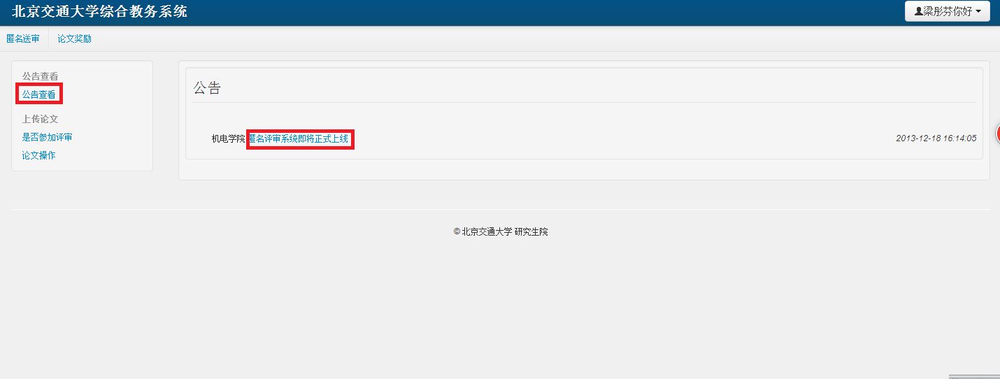 北京交通大学综合教务系统
梁彤芬你好
匿名送审 论文奖励
公告查看
公告查看
上传论文
是否参加评审
论文操作
公告
机电学院 匿名评审系统即将正式上线 2013-12-18 16:14:05
© 北京交通大学 研究生院